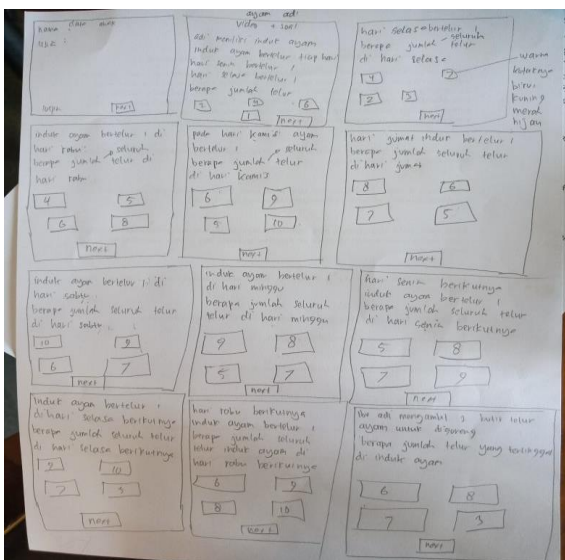 nama dan anak
usia :
next
ayam adi
video + soal
adi memiliki induk ayam
induk ayam bertelur tiap hari
hari senin bertelur 1
hari selasa bertelur 1
berapa jumlah telur
2
3
6
1
next
hari selasa bertelur 1
berapa jumlah seluruh telur
di hari selasa
4
2
3
next
warna
kotaknya
biru
kuning
merah
hijau
induk ayam bertelur 1 di
hari rabu
berapa jumlah seluruh telur di
hari rabu
4
5
6
8
next
pada hari kamis ayam
bertelur 1
berapa jumlah seluruh telur
di hari kamis
6
9
5
10
next
hari jumat induk bertelur 1
berapa jumlah seluruh telur
di hari jumat
8
6
7
5
next
induk ayam bertelur 1 di
hari sabtu
berapa jumlah seluruh telur
di hari sabtu
10
9
6
7
next
induk ayam bertelur 1
di hari minggu
berapa jumlah seluruh
telur di hari minggu
9
8
5
7
next
hari senin berikutnya
induk ayam bertelur 1
berapa jumlah seluruh telur
di hari senin berikutnya
5
8
7
9
next
induk ayam bertelur 1
di hari selasa berikutnya
berapa jumlah seluruh telur
di hari selasa berikutnya
9
10
7
3
next
hari rabu berikutnya
induk ayam bertelur 1
berapa jumlah seluruh
telur induk ayam di
hari rabu berikutnya
6
9
8
10
next
Ibu adi mengambil 2 butir telur
ayam untuk digoreng
berapa jumlah telur yang tertinggal
di induk ayam
6
8
7
3
next